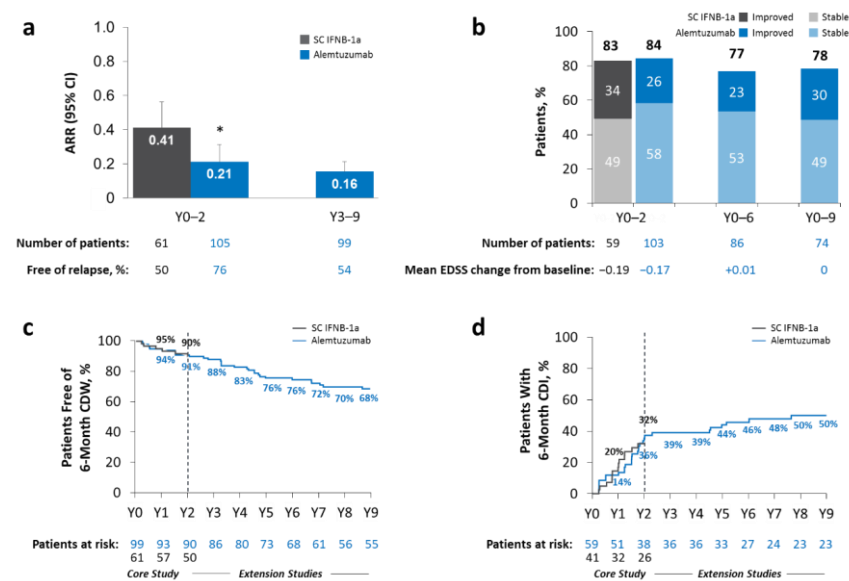 a
SC IFNB-1a
Alemtuzumab
ARR (95% CI)
1.0
0.8
0.6
0.4
0.2
0
0.41
*
0.21
0.16
Y0–2
Y3–9
Number of patients: 61 105 99
Free of relapse, %: 50 76 54
b
SC IFNB-1a Improved Stable
Alemtuzumab Improved Stable
Patients, %
100
80
60
40
20
0
83 84 77 78
34 26 23 30
49 58 53 49
Y0–2 Y0–6 Y0–9
Number of patients: 59 103 86 74
Mean EDSS change from baseline: −0.19 −0.17 +0.01 0
c
SC IFNB-1a
Alemtuzumab
Patients Free of
6-Month CDW, %
100
80
60
40
20
0
95% 90%
94% 91% 88% 83% 76% 76% 72% 70% 68%
Y0 Y1 Y2 Y3 Y4 Y5 Y6 Y7 Y8 Y9
Patients at risk: 99 93 90 86 80 73 68 61 56 55
61 57 50
Core Study Extension Studies
d
SC IFNB-1a
Alemtuzumab
Patients With
6-Month CDI, %
100
80
60
40
20
0
20% 32%
14% 36% 39% 39% 44% 46% 48% 50% 50%
Y0 Y1 Y2 Y3 Y4 Y5 Y6 Y7 Y8 Y9
Patients at risk: 59 51 38 36 36 33 27 24 23 23
41 32 26
Core Study Extension Studies